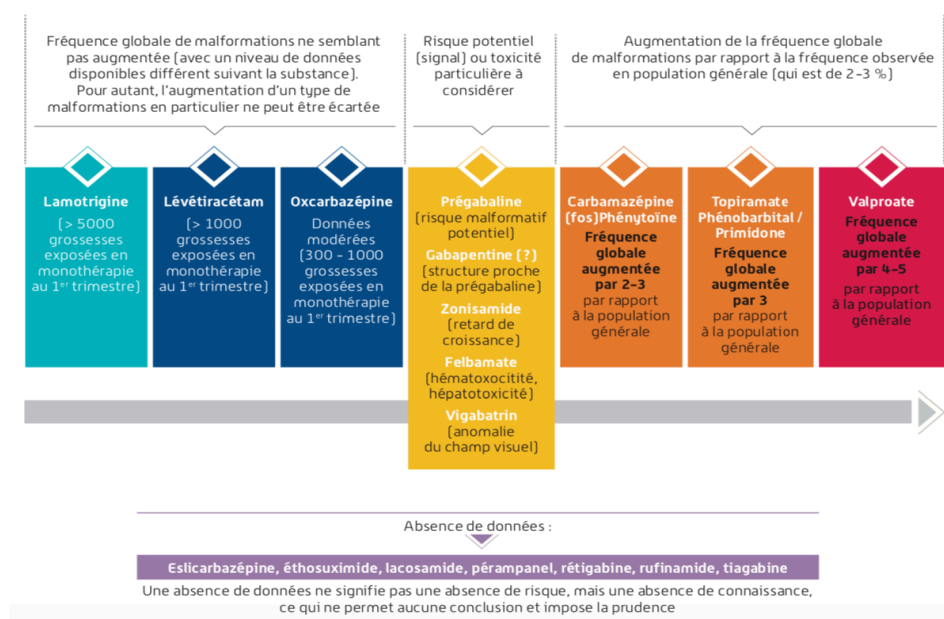 Fréquence globale de malformations ne semblant
pas augmentée (avec un niveau de données
disponibles différent suivant la substance).
Pour autant, l'augmentation d'un type de
malformations en particulier ne peut être écartée
Risque potentiel
(signal) ou toxicité
particulière à
considérer
Augmentation de la fréquence globale
de malformations par rapport à la fréquence observée
en population générale (qui est de 2-3 %)
Lamotrigine
(> 5000
grossesses
exposées en
monothérapie
au 1er trimestre)
Lévétiracétam
(> 1000
grossesses
exposées en
monothérapie
au 1er trimestre)
Oxcarbazépine
Données
modérées
(300 - 1000
grossesses
exposées en
monothérapie
au 1er trimestre)
Prégabaline
(risque malformatif
potentiel)
Gabapentine (?)
(structure proche
de la prégabaline)
Zonisamide
(retard de
croissance)
Felbamate
(hématoxocitité,
hépatotoxicité)
Vigabatrin
(anomalie
du champ visuel)
Carbamazépine
(fos)Phénytoïne
Fréquence
globale
augmentée
par 2-3
par rapport
à la population
générale
Topiramate
Phénobarbital /
Primidone
Fréquence
globale
augmentée
par 3
par rapport
à la population
générale
Valproate
Fréquence
globale
augmentée
par 4-5
par rapport
à la population
générale
Absence de données :
Eslicarbazépine, éthosuximide, lacosamide, pérampanel, rétigabine, rufinamide, tiagabine
Une absence de données ne signifie pas une absence de risque, mais une absence de connaissance,
ce qui ne permet aucune conclusion et impose la prudence